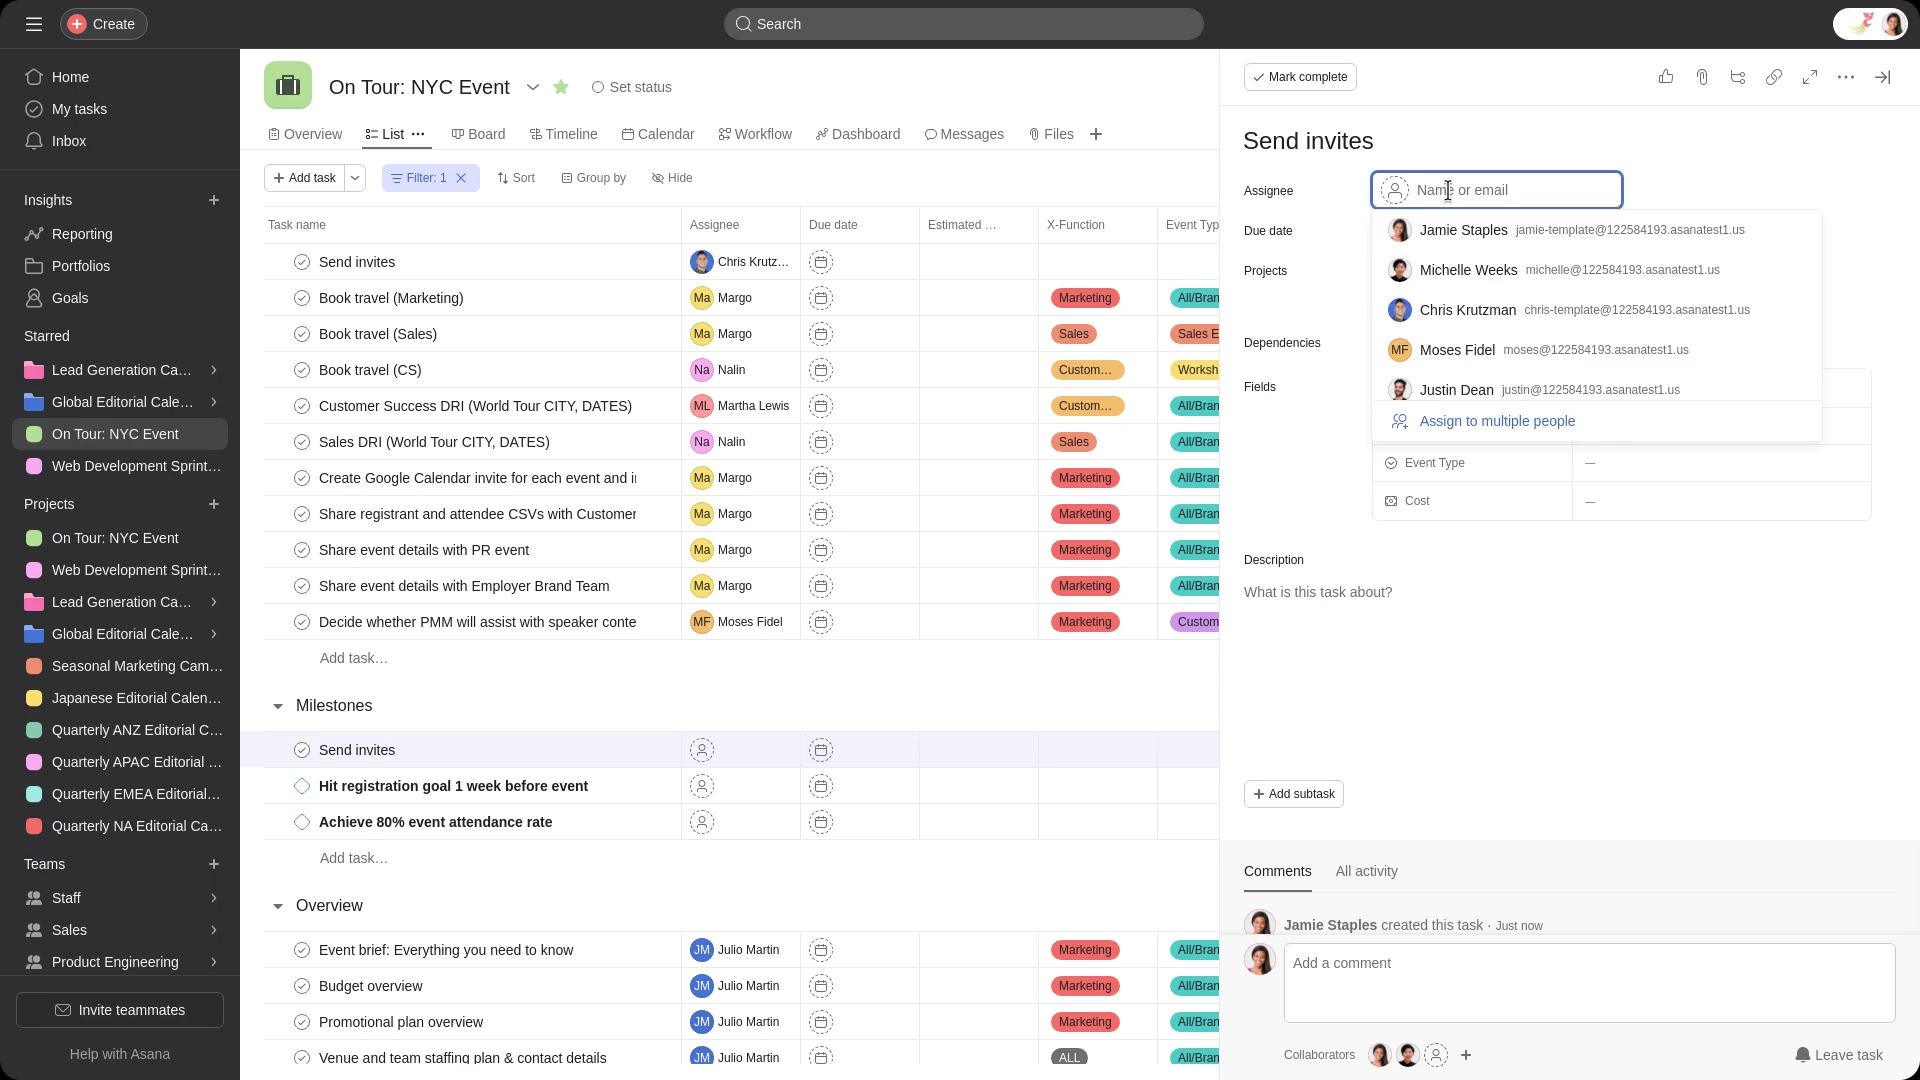 Create
Search
Home
My tasks
Inbox
Insights
Reporting
Portfolios
Goals
Starred
Lead Generation Ca...
Global Editorial Cale...
On Tour: NYC Event
Web Development Sprint...
Projects
On Tour: NYC Event
Web Development Sprint...
Lead Generation Ca...
Global Editorial Cale...
Seasonal Marketing Cam...
Japanese Editorial Calen...
Quarterly ANZ Editorial C...
Quarterly APAC Editorial ...
Quarterly EMEA Editorial...
Quarterly NA Editorial Ca...
Teams
Staff
Sales
Product Engineering
Invite teammates
Help with Asana
On Tour: NYC Event
Set status
Overview List Board Timeline Calendar Workflow Dashboard Messages Files
Add task Filter: 1 Sort Group by Hide
Task name Assignee Due date Estimated ... X-Function Event Typ
Send invites Chris Krutz...
Book travel (Marketing) Ma Margo Marketing All/Bran
Book travel (Sales) Ma Margo Sales Sales E
Book travel (CS) Na Nalin Custom... Worksh
Customer Success DRI (World Tour CITY, DATES) ML Martha Lewis Custom... All/Bran
Sales DRI (World Tour CITY, DATES) Na Nalin Sales All/Bran
Create Google Calendar invite for each event and i Ma Margo Marketing All/Bran
Share registrant and attendee CSVs with Customer Ma Margo Marketing All/Bran
Share event details with PR event Ma Margo Marketing All/Bran
Share event details with Employer Brand Team Ma Margo Marketing All/Bran
Decide whether PMM will assist with speaker conte MF Moses Fidel Marketing Custom
Add task...
Milestones
Send invites
Hit registration goal 1 week before event
Achieve 80% event attendance rate
Add task...
Overview
Event brief: Everything you need to know JM Julio Martin Marketing All/Bran
Budget overview JM Julio Martin Marketing All/Bran
Promotional plan overview JM Julio Martin Marketing All/Bran
Venue and team staffing plan & contact details JM Julio Martin ALL All/Bran
Mark complete
Send invites
Assignee Name or email
Due date
Projects
Dependencies
Fields
Jamie Staples jamie-template@122584193.asanatest1.us
Michelle Weeks michelle@122584193.asanatest1.us
Chris Krutzman chris-template@122584193.asanatest1.us
MF Moses Fidel moses@122584193.asanatest1.us
Justin Dean justin@122584193.asanatest1.us
Assign to multiple people
Event Type —
Cost —
Description
What is this task about?
Add subtask
Comments All activity
Jamie Staples created this task · Just now
Add a comment
Collaborators
Leave task